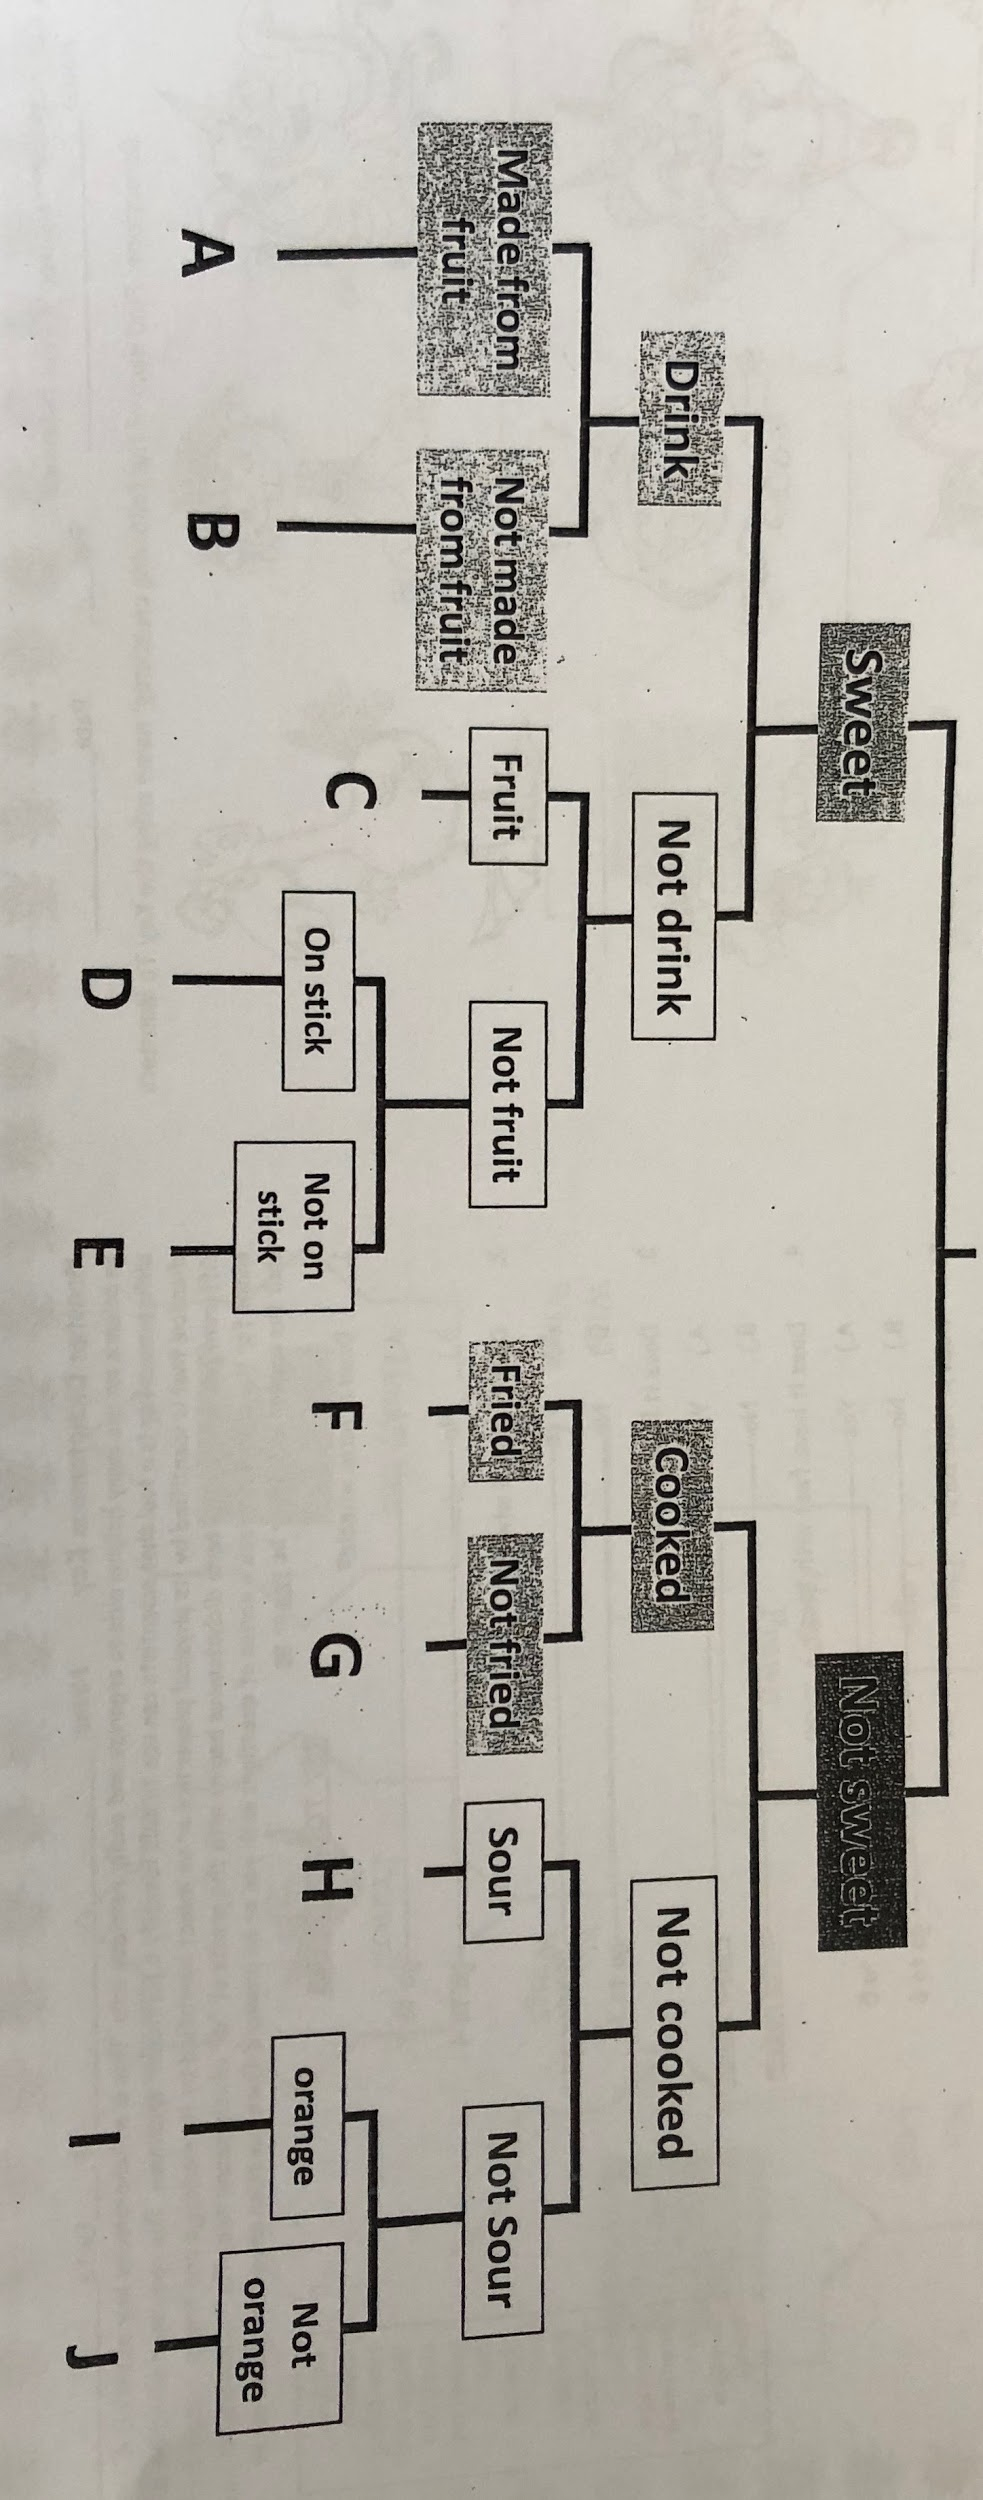 Sweet
Not sweet
Drink
Not drink
Cooked
Not cooked
Made from
fruit
Not made
from fruit
Fruit
Not fruit
Fried
Not fried
Sour
Not Sour
On stick
Not on
stick
orange
Not
orange
A
B
C
D
E
F
G
H
I
J